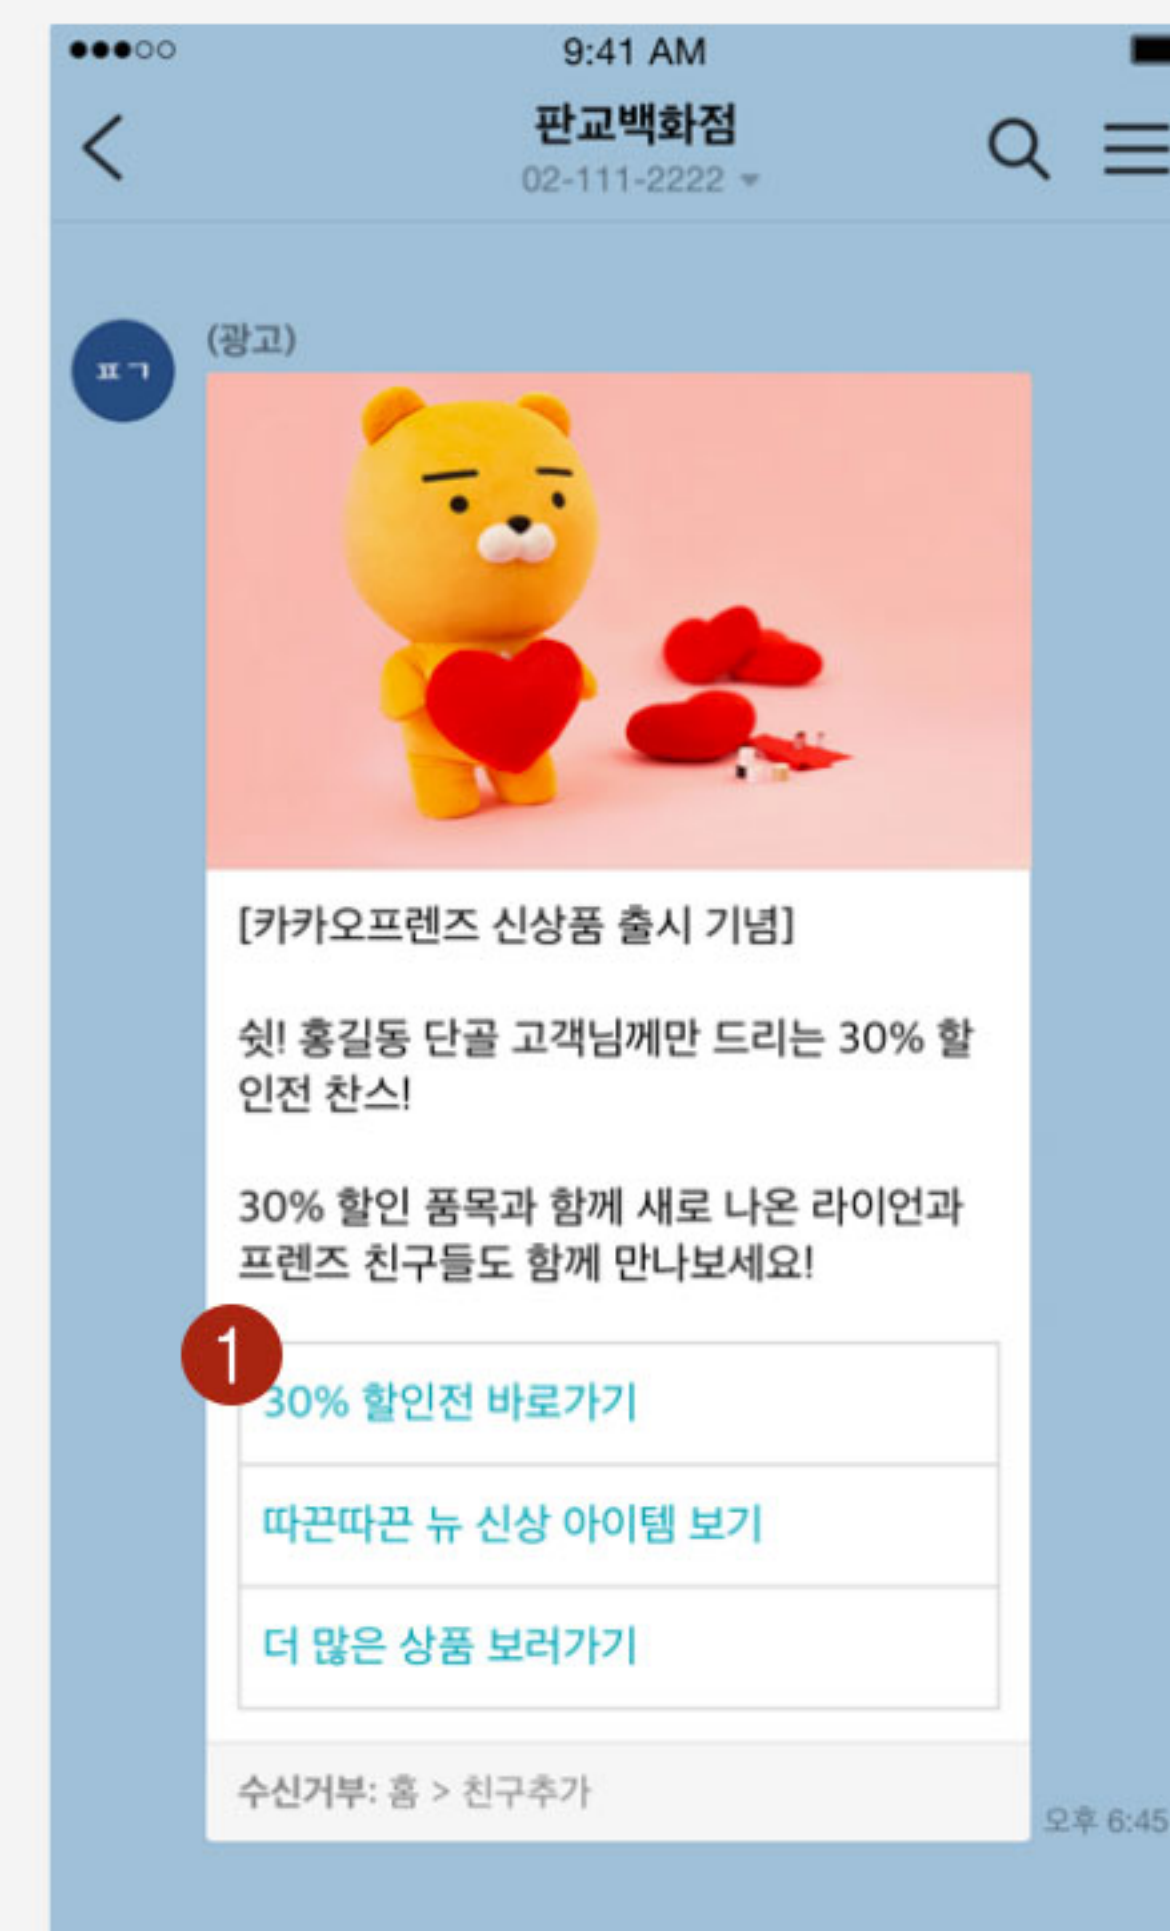 9:41 AM
판교백화점
02-111-2222
ㅍㄱ
(광고)
[카카오프렌즈 신상품 출시 기념]
쉿! 홍길동 단골 고객님께만 드리는 30% 할
인전 찬스!
30% 할인 품목과 함께 새로 나온 라이언과
프렌즈 친구들도 함께 만나보세요!
1
30% 할인전 바로가기
따끈따끈 뉴 신상 아이템 보기
더 많은 상품 보러가기
수신거부: 홈 > 친구추가
오후 6:45